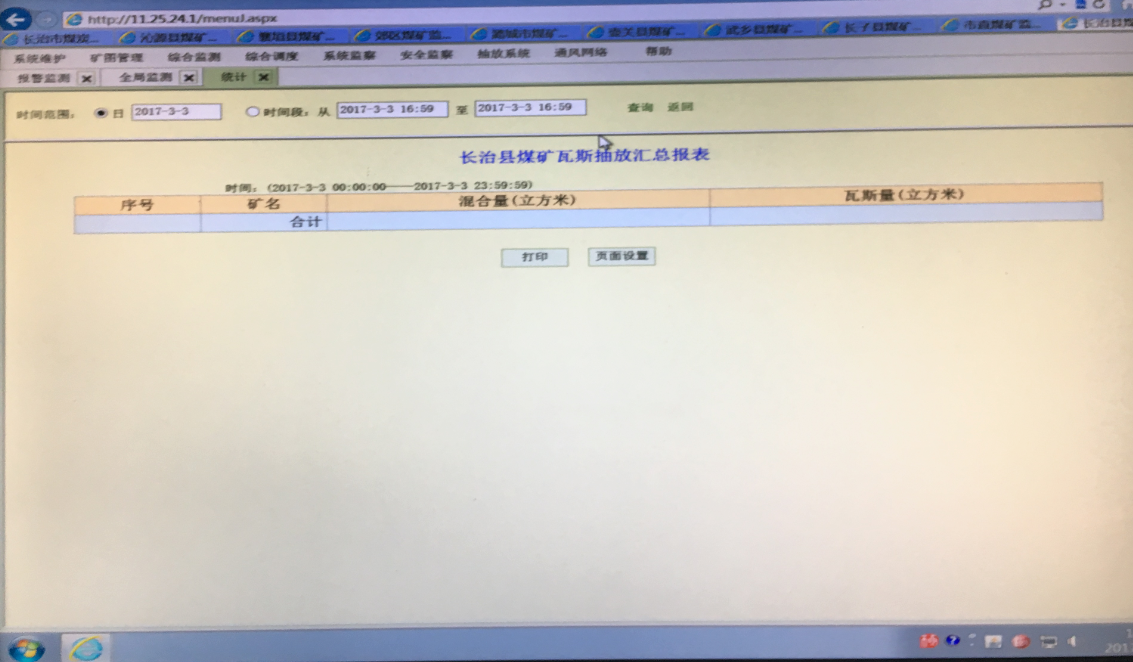 http://11.25.24.1/menuJ.aspx
长治市煤炭... 沁源县煤矿... 襄垣县煤矿... 郊区煤矿监... 潞城市煤矿... 壶关县煤矿... 武乡县煤矿... 长子县煤矿... 市直煤矿监... 长治县煤
系统维护 矿图管理 综合监测 综合调度 系统监察 安全监察 抽放系统 通风网络 帮助
报警监测 全局监测 统计
时间范围: 日 2017-3-3 时间段: 从 2017-3-3 16:59 至 2017-3-3 16:59 查询 返回
长治县煤矿瓦斯抽放汇总报表
时间: (2017-3-3 00:00:00——2017-3-3 23:59:59)
序号 矿名 混合量(立方米) 瓦斯量(立方米)
合计
打印 页面设置